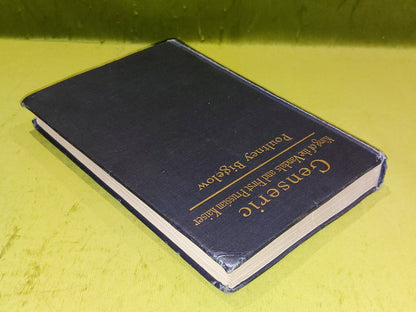 Genseric
King of the Vandals and First Prussian Kaiser
Poultney Bigelow